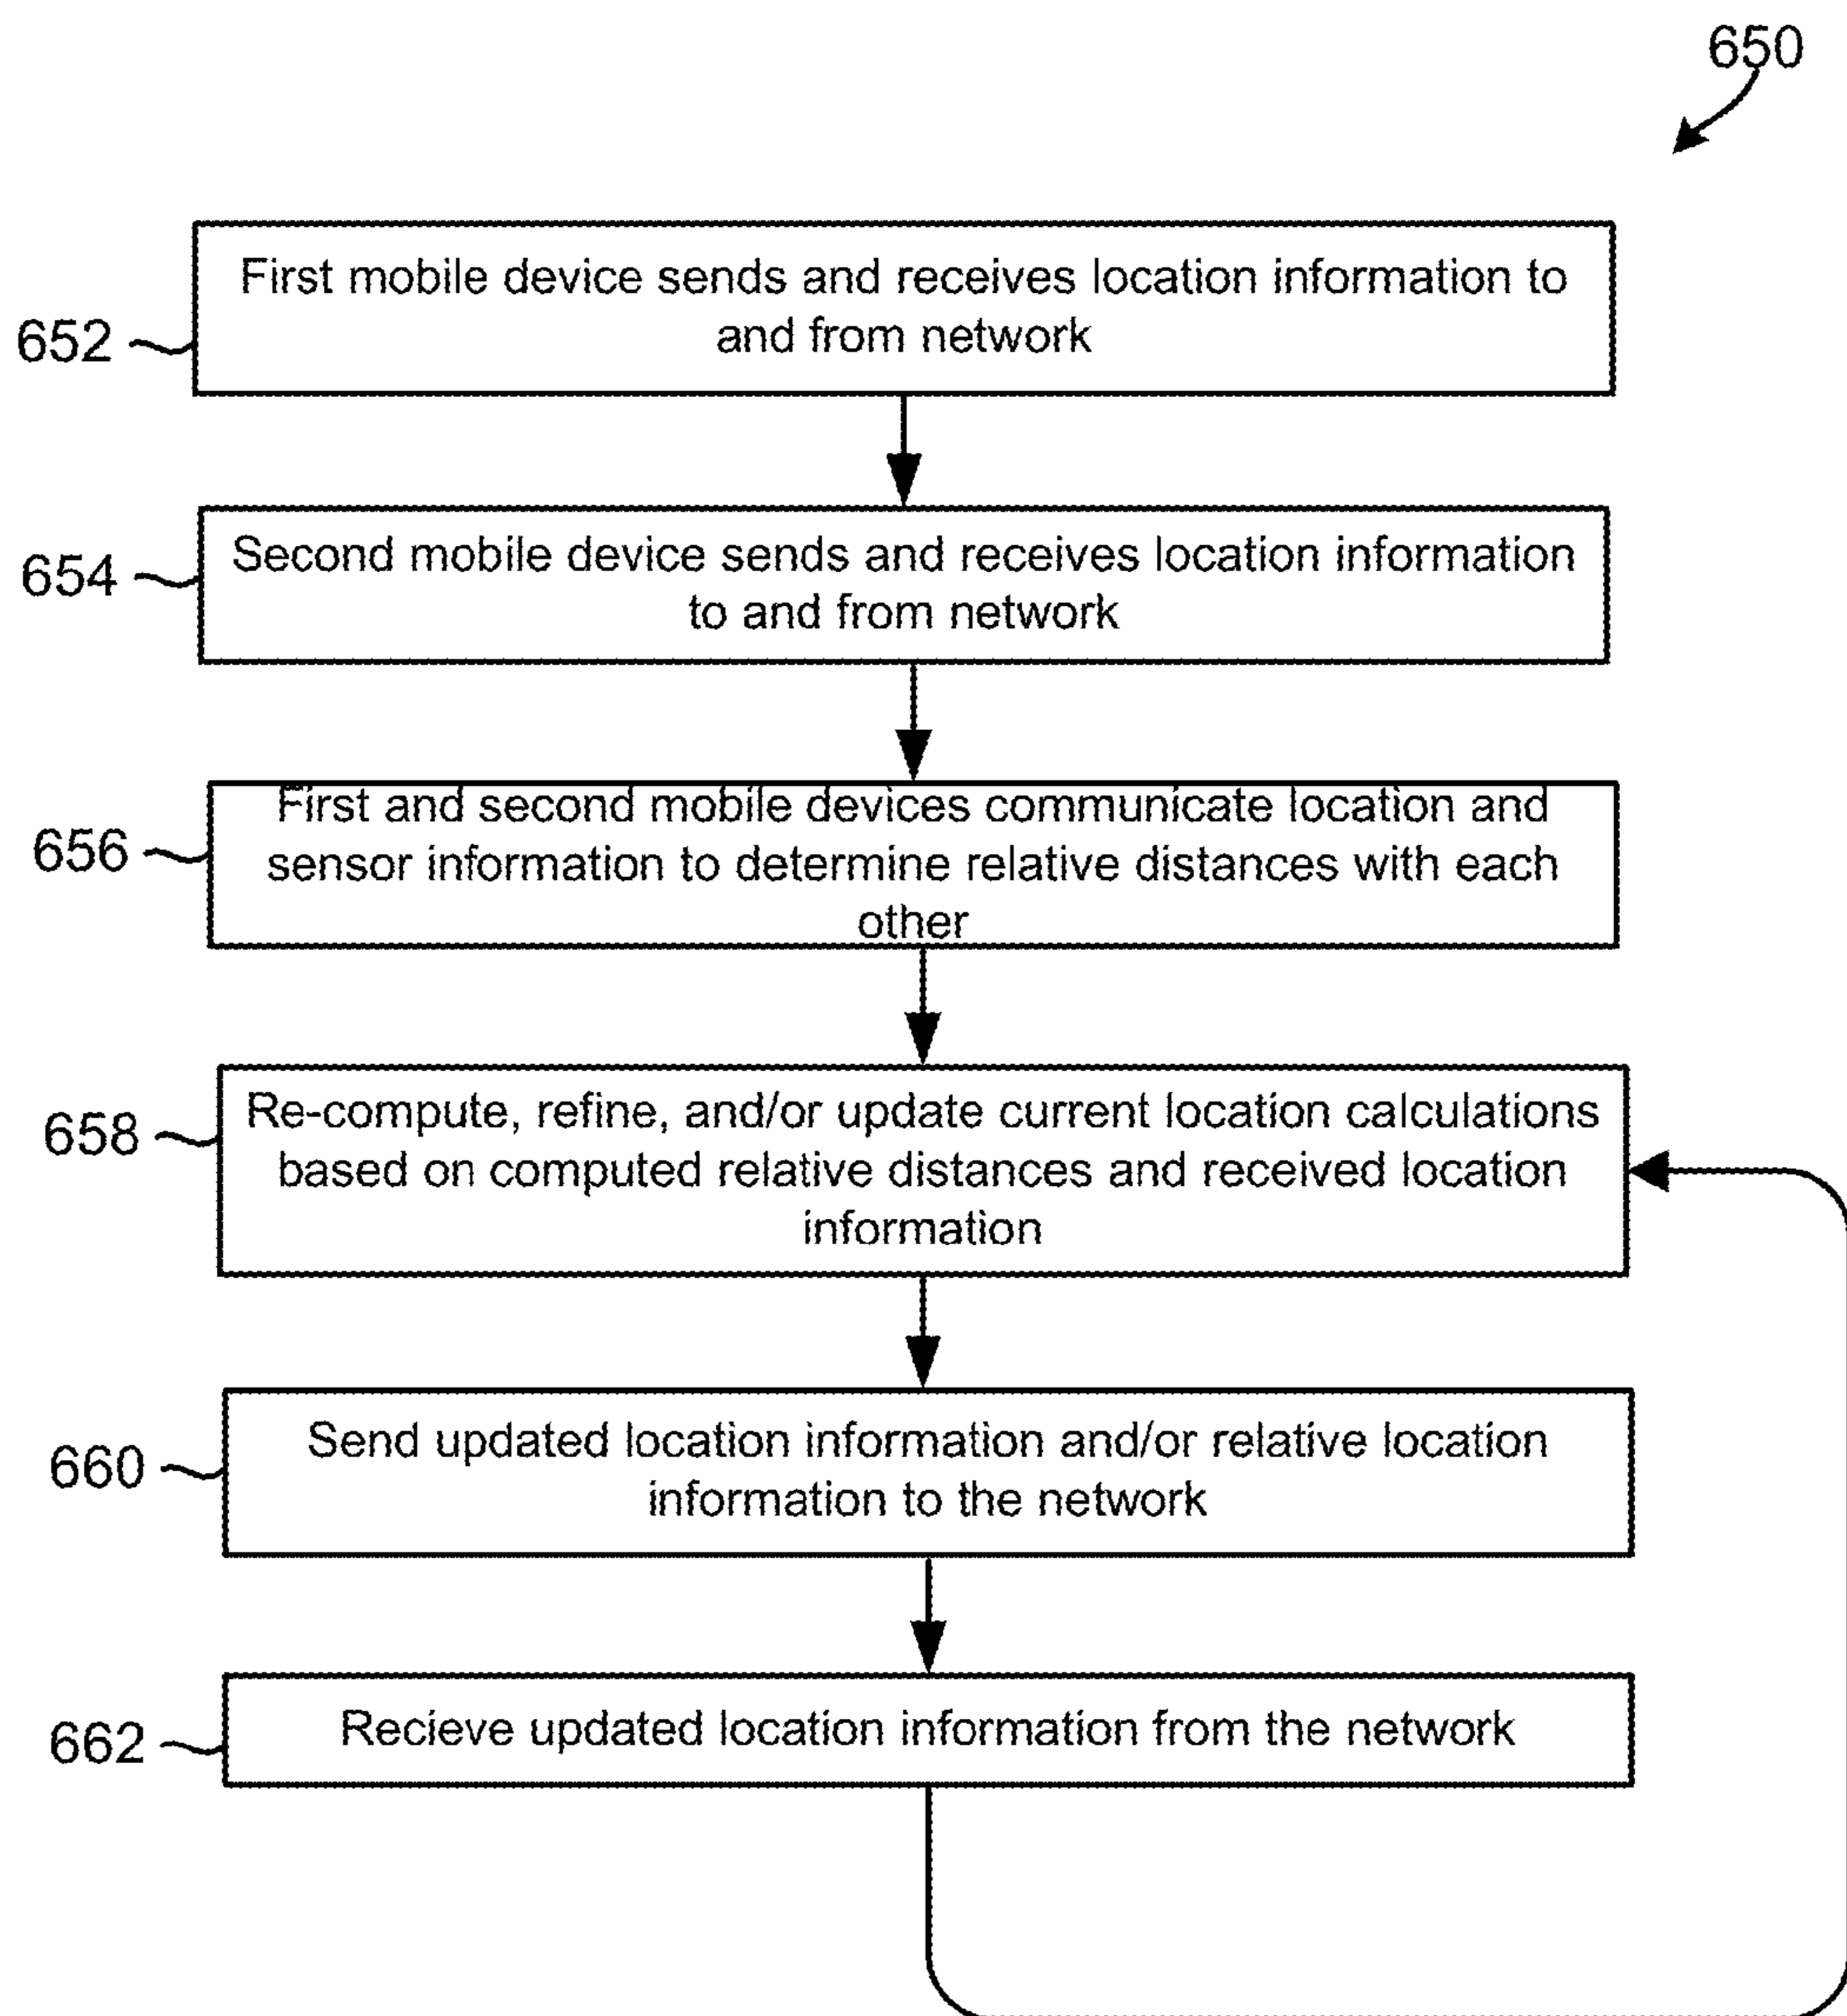 650
First mobile device sends and receives location information to
and from network
652
Second mobile device sends and receives location information
to and from network
654
First and second mobile devices communicate location and
sensor information to determine relative distances with each
other
656
Re-compute, refine, and/or update current location calculations
based on computed relative distances and received location
information
658
Send updated location information and/or relative location
information to the network
660
Recieve updated location information from the network
662